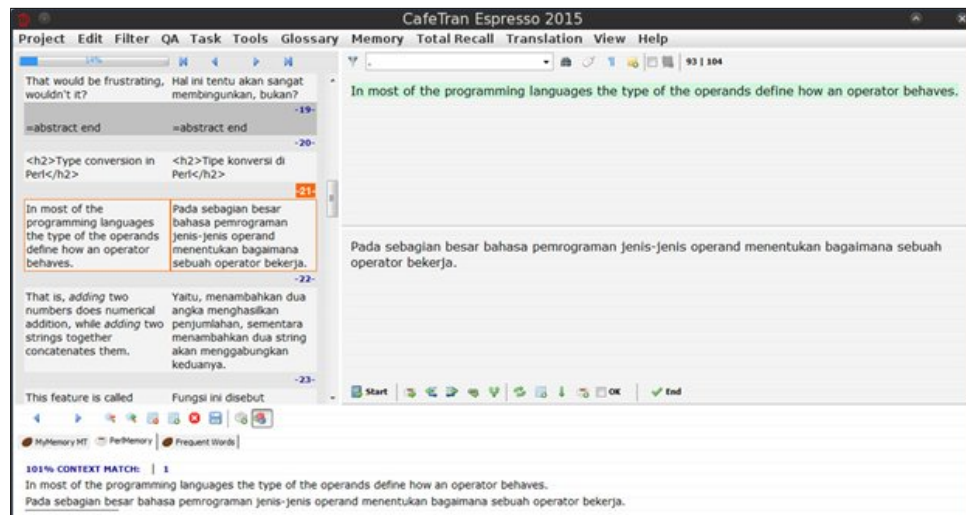 CafeTran Espresso 2015
Project Edit Filter QA Task Tools Glossary Memory Total Recall Translation View Help
14%
93 | 104
That would be frustrating, wouldn't it?
Hal ini tentu akan sangat membingungkan, bukan?
-19-
=abstract end
=abstract end
-20-
<h2>Type conversion in Perl</h2>
<h2>Tipe konversi di Perl</h2>
-21-
In most of the programming languages the type of the operands define how an operator behaves.
Pada sebagian besar bahasa pemrograman jenis-jenis operand menentukan bagaimana sebuah operator bekerja.
-22-
That is, adding two numbers does numerical addition, while adding two strings together concatenates them.
Yaitu, menambahkan dua angka menghasilkan penjumlahan, sementara menambahkan dua string akan menggabungkan keduanya.
-23-
This feature is called
Fungsi ini disebut
In most of the programming languages the type of the operands define how an operator behaves.
Pada sebagian besar bahasa pemrograman jenis-jenis operand menentukan bagaimana sebuah
operator bekerja.
Start
OK
End
MyMemory MT
PerlMemory
Frequent Words
101% CONTEXT MATCH: | 1
In most of the programming languages the type of the operands define how an operator behaves.
Pada sebagian besar bahasa pemrograman jenis-jenis operand menentukan bagaimana sebuah operator bekerja.